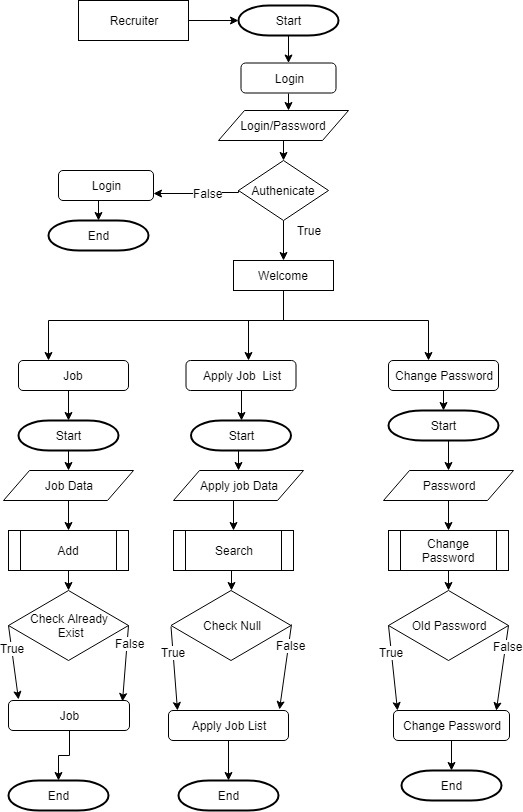 Recruiter
Start
Login
Login/Password
Authenicate
False
Login
End
True
Welcome
Job
Apply Job List
Change Password
Start
Start
Start
Job Data
Apply job Data
Password
Add
Search
Change
Password
Check Already
Exist
Check Null
Old Password
True
False
True
False
True
False
Job
Apply Job List
Change Password
End
End
End